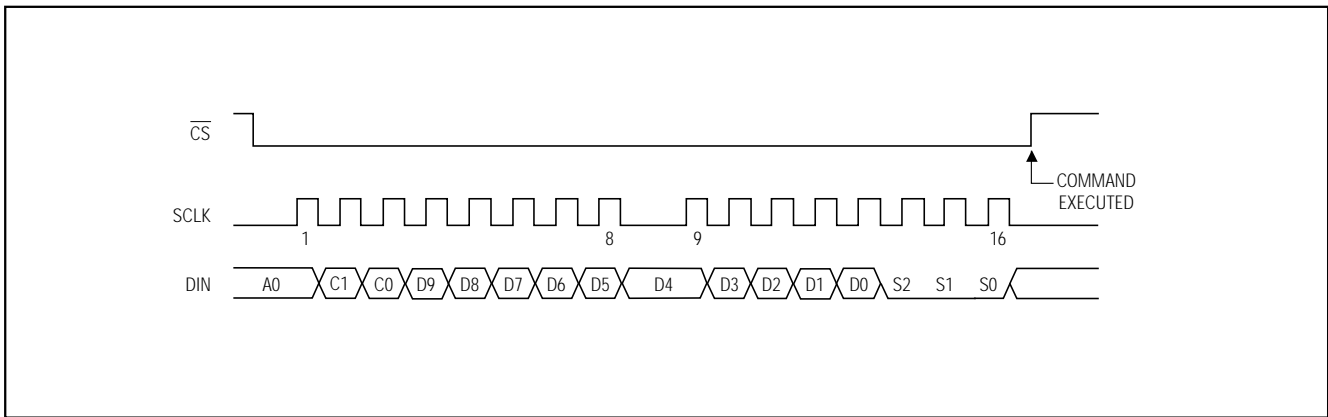 CS
COMMAND
EXECUTED
SCLK
1 8 9 16
DIN A0 C1 C0 D9 D8 D7 D6 D5 D4 D3 D2 D1 D0 S2 S1 S0